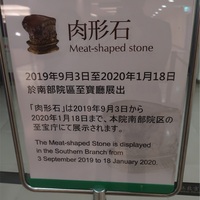 肉形石
Meat-shaped stone
2019年9月3日至2020年1月18日
於南部院區至寶廳展出
「肉形石」は2019年9月3日から
2020年1月18日まで、本院南部院区の
至宝庁にて展示されます。
The Meat-shaped Stone is displayed
in the Southern Branch from
3 September 2019 to 18 January 2020.